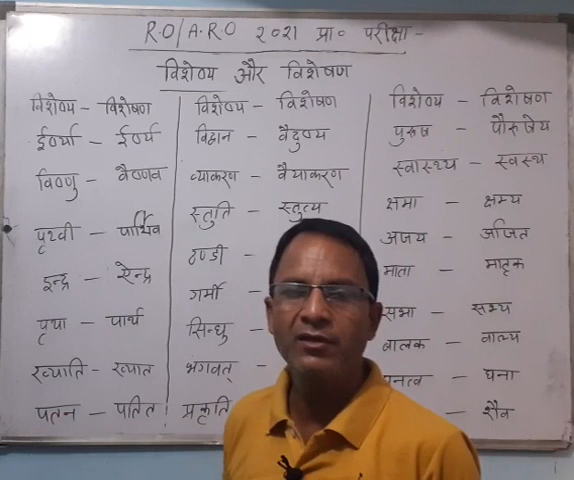 R.O/A.R.O २०२१ प्रा० परीक्षा -
विशेष्य और विशेषण
विशेष्य - विशेषण
ईर्ष्या - ईर्ष्य
विष्णु - वैष्णव
पृथ्वी - पार्थिव
इन्द्र - ऐन्द्र
पृथा - पार्थ
ख्याति - ख्यात
पतन - पतित
विशेष्य - विशेषण
विद्वान - वैदुष्य
व्याकरण - वैयाकरण
स्तुति - स्तुत्य
ठण्डी -
गर्मी -
सिन्धु -
भगवत् -
प्रकृति
विशेष्य - विशेषण
पुरुष - पौरुषेय
स्वास्थ्य - स्वस्थ
क्षमा - क्षम्य
अजय - अजित
माता - मातृक
सभा - सभ्य
बालक - बाल्य
घनत्व - घना
- शैव